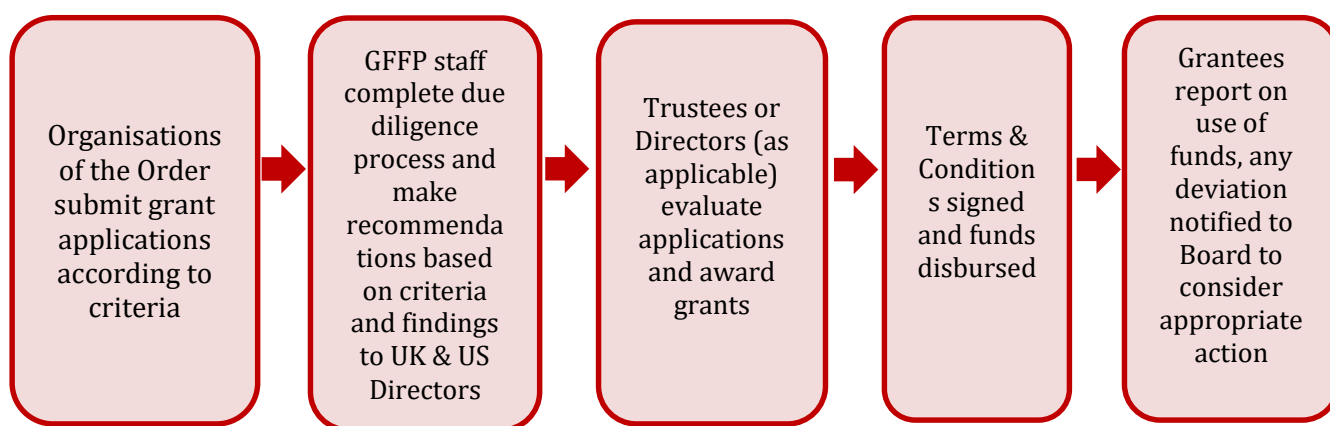 Organisations
of the Order
submit grant
applications
according to
criteria
GFFP staff
complete due
diligence
process and
make
recommenda
tions based
on criteria
and findings
to UK & US
Directors
Trustees or
Directors (as
applicable)
evaluate
applications
and award
grants
Terms &
Condition
s signed
and funds
disbursed
Grantees
report on
use of
funds, any
deviation
notified to
Board to
consider
appropriate
action